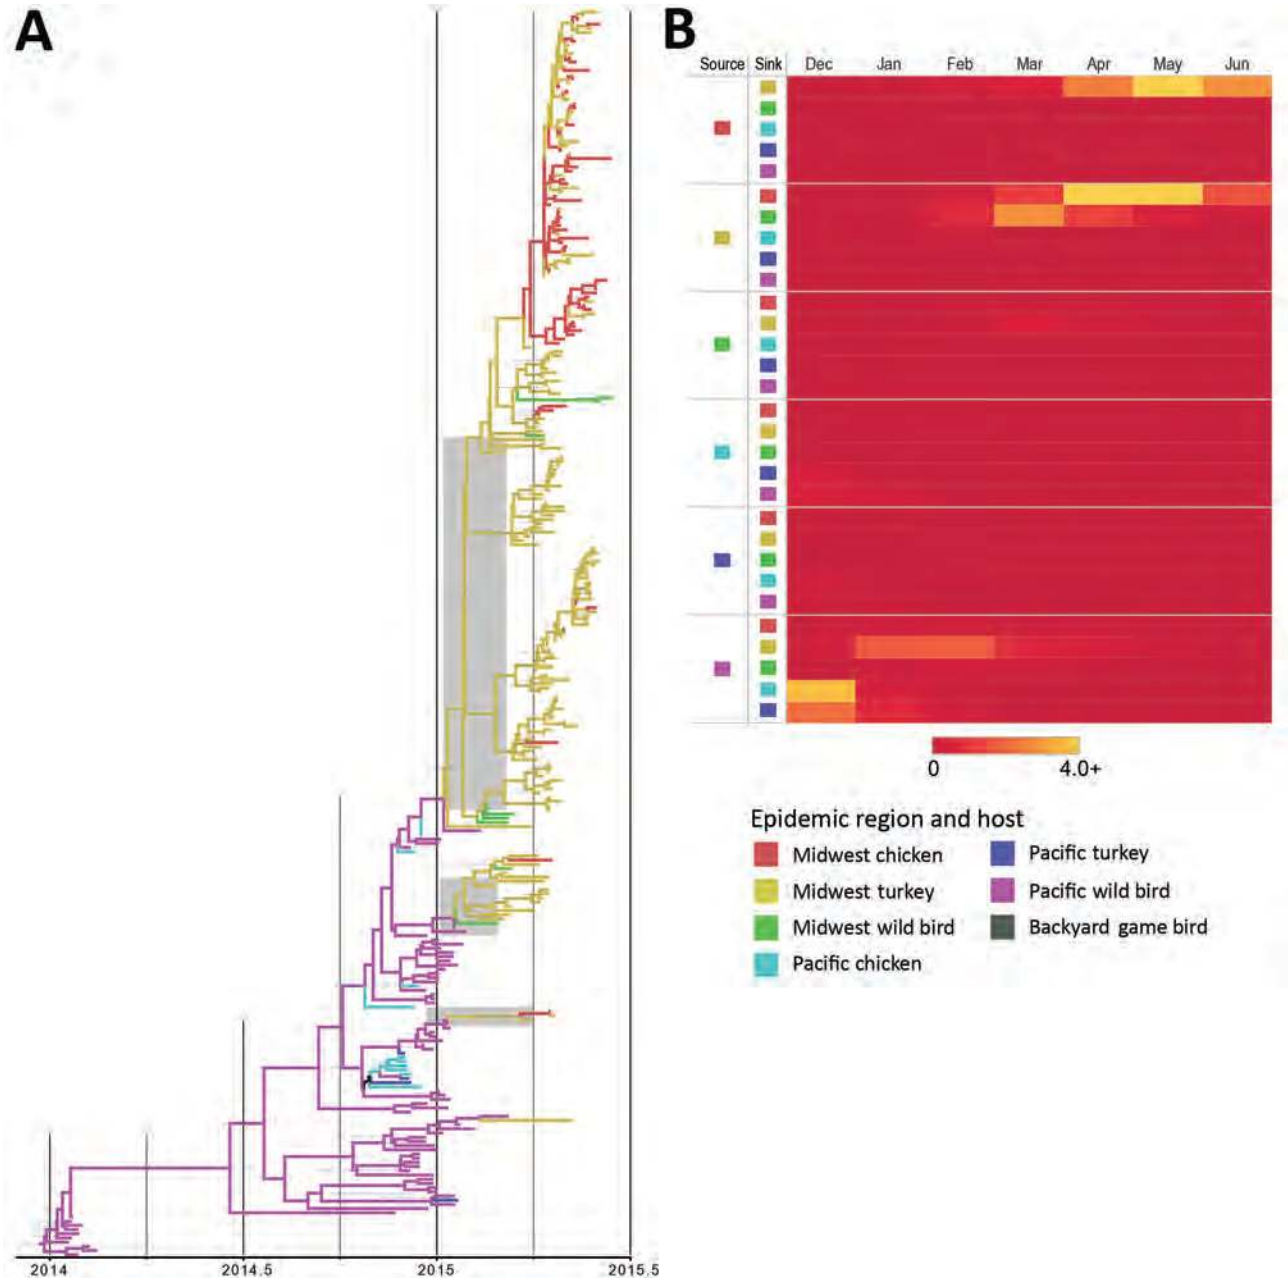 A
B
Source Sink Dec Jan Feb Mar Apr May Jun
0 4.0+
Epidemic region and host
Midwest chicken
Pacific turkey
Midwest turkey
Pacific wild bird
Midwest wild bird
Backyard game bird
Pacific chicken
2014 2014.5 2015 2015.5